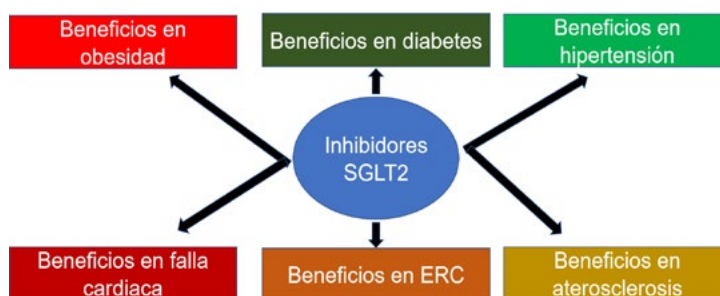 Beneficios en
obesidad
Beneficios en diabetes
Beneficios en
hipertensión
Inhibidores
SGLT2
Beneficios en falla
cardiaca
Beneficios en ERC
Beneficios en
aterosclerosis